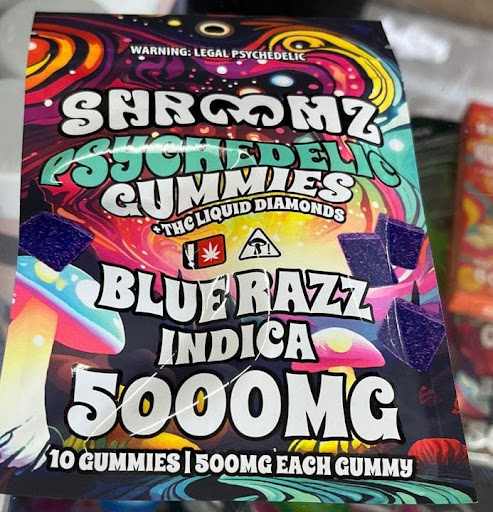 WARNING: LEGAL PSYCHEDELIC
SHROOMZ
PSYCHEDELIC
GUMMIES
+THC LIQUID DIAMONDS
!
BLUE RAZZ
INDICA
5000MG
10 GUMMIES | 500MG EACH GUMMY